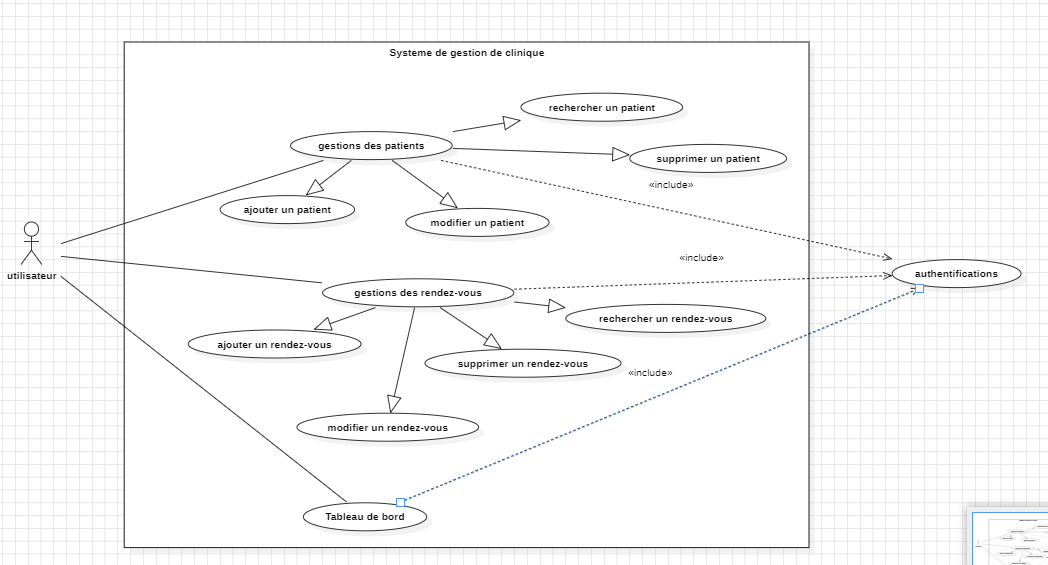 Systeme de gestion de clinique
rechercher un patient
gestions des patients
supprimer un patient
«include»
ajouter un patient
modifier un patient
«include»
utilisateur
authentifications
gestions des rendez-vous
rechercher un rendez-vous
ajouter un rendez-vous
supprimer un rendez-vous
«include»
modifier un rendez-vous
Tableau de bord